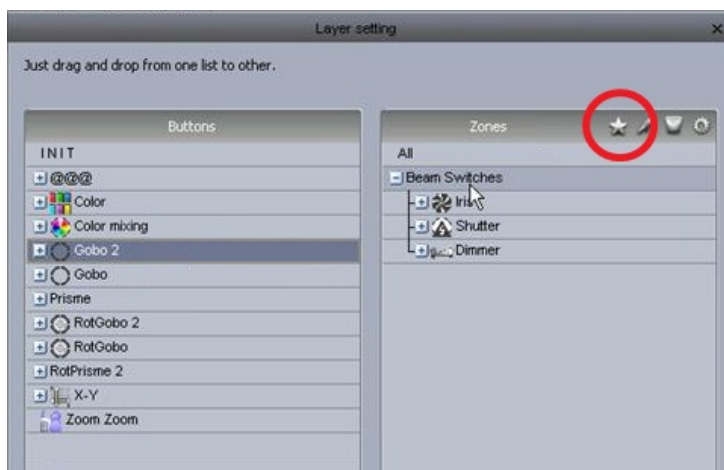 Layer setting
Just drag and drop from one list to other.
Buttons
INIT
@@@
Color
Color mixing
Gobo 2
Gobo
Prisme
RotGobo 2
RotGobo
RotPrisme 2
X-Y
Zoom Zoom
Zones
All
Beam Switches
Iris
Shutter
Dimmer